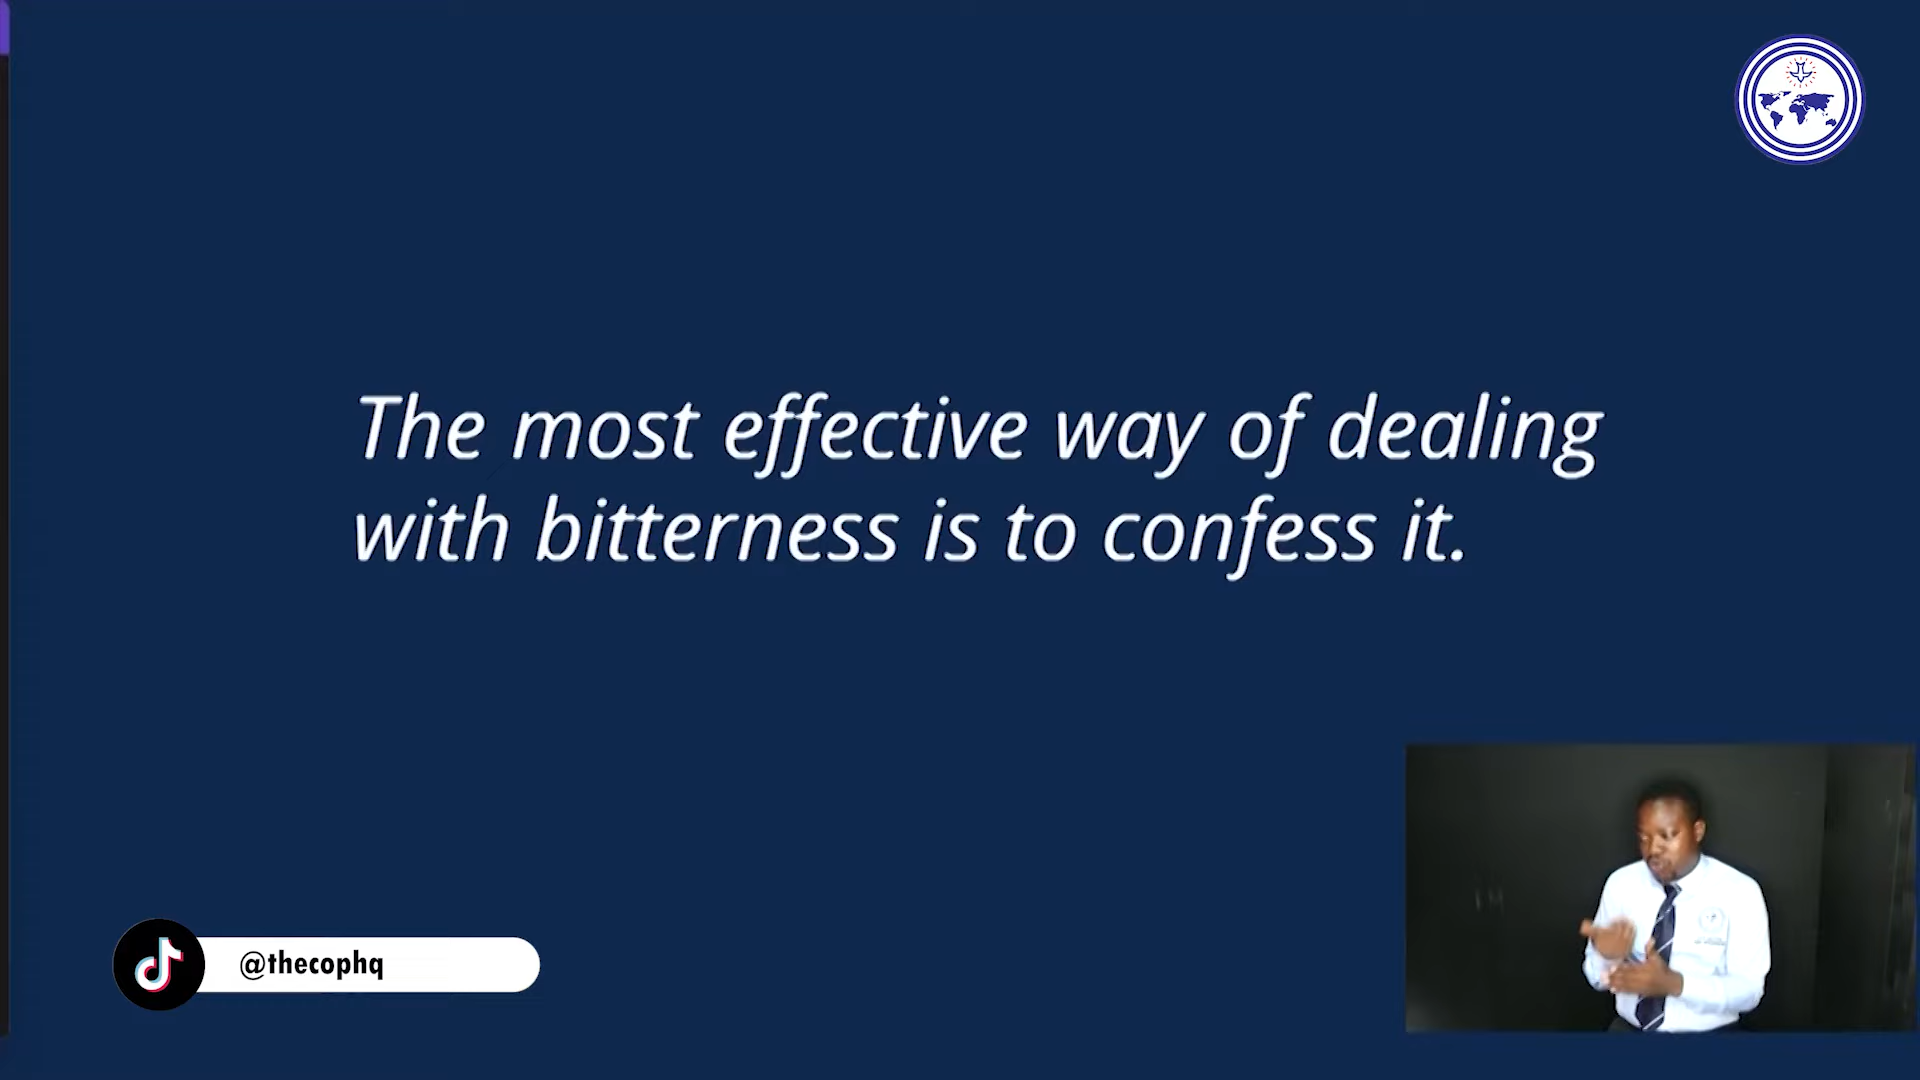 The most effective way of dealing
with bitterness is to confess it.
@thecophq